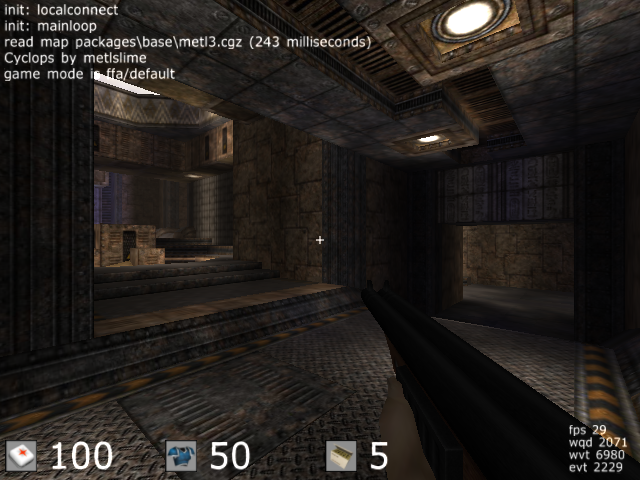 init: localconnect
init: mainloop
read map packages\base\metl3.cgz (243 milliseconds)
Cyclops by metlslime
game mode is ffa/default
100 50 5
fps 29
wqd 2071
wvt 6980
evt 2229